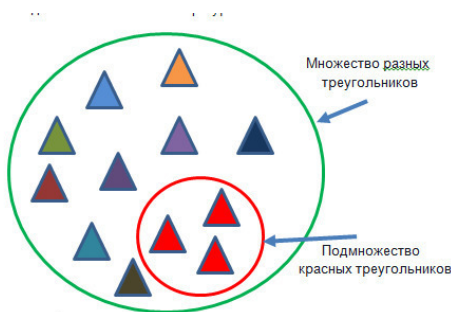 Множество разных
треугольников
Подмножество
красных треугольников